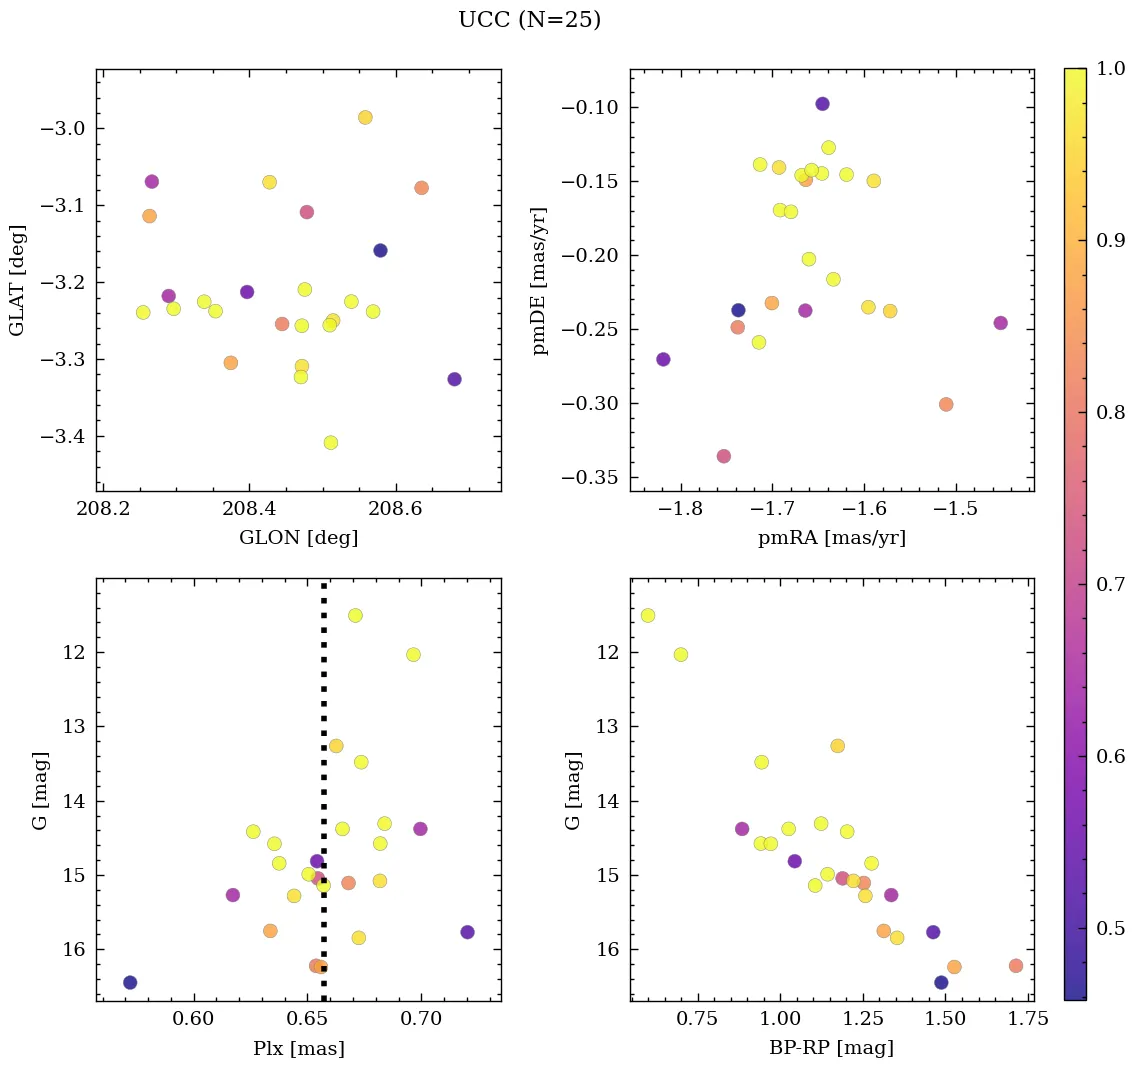 UCC (N=25)
−3.0
−3.1
−3.2
−3.3
−3.4
GLAT [deg]
208.2 208.4 208.6
GLON [deg]
−0.10
−0.15
−0.20
−0.25
−0.30
−0.35
pmDE [mas/yr]
−1.8 −1.7 −1.6 −1.5
pmRA [mas/yr]
12
13
14
15
16
G [mag]
0.60 0.65 0.70
Plx [mas]
12
13
14
15
16
G [mag]
0.75 1.00 1.25 1.50 1.75
BP-RP [mag]
1.0
0.9
0.8
0.7
0.6
0.5